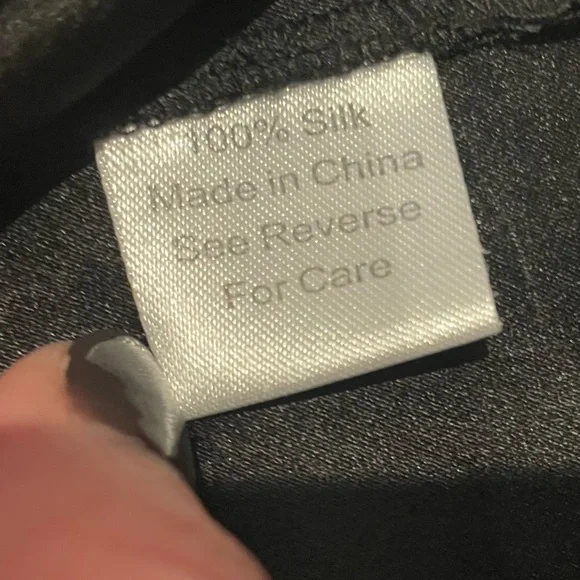 100% Silk
Made in China
See Reverse
For Care